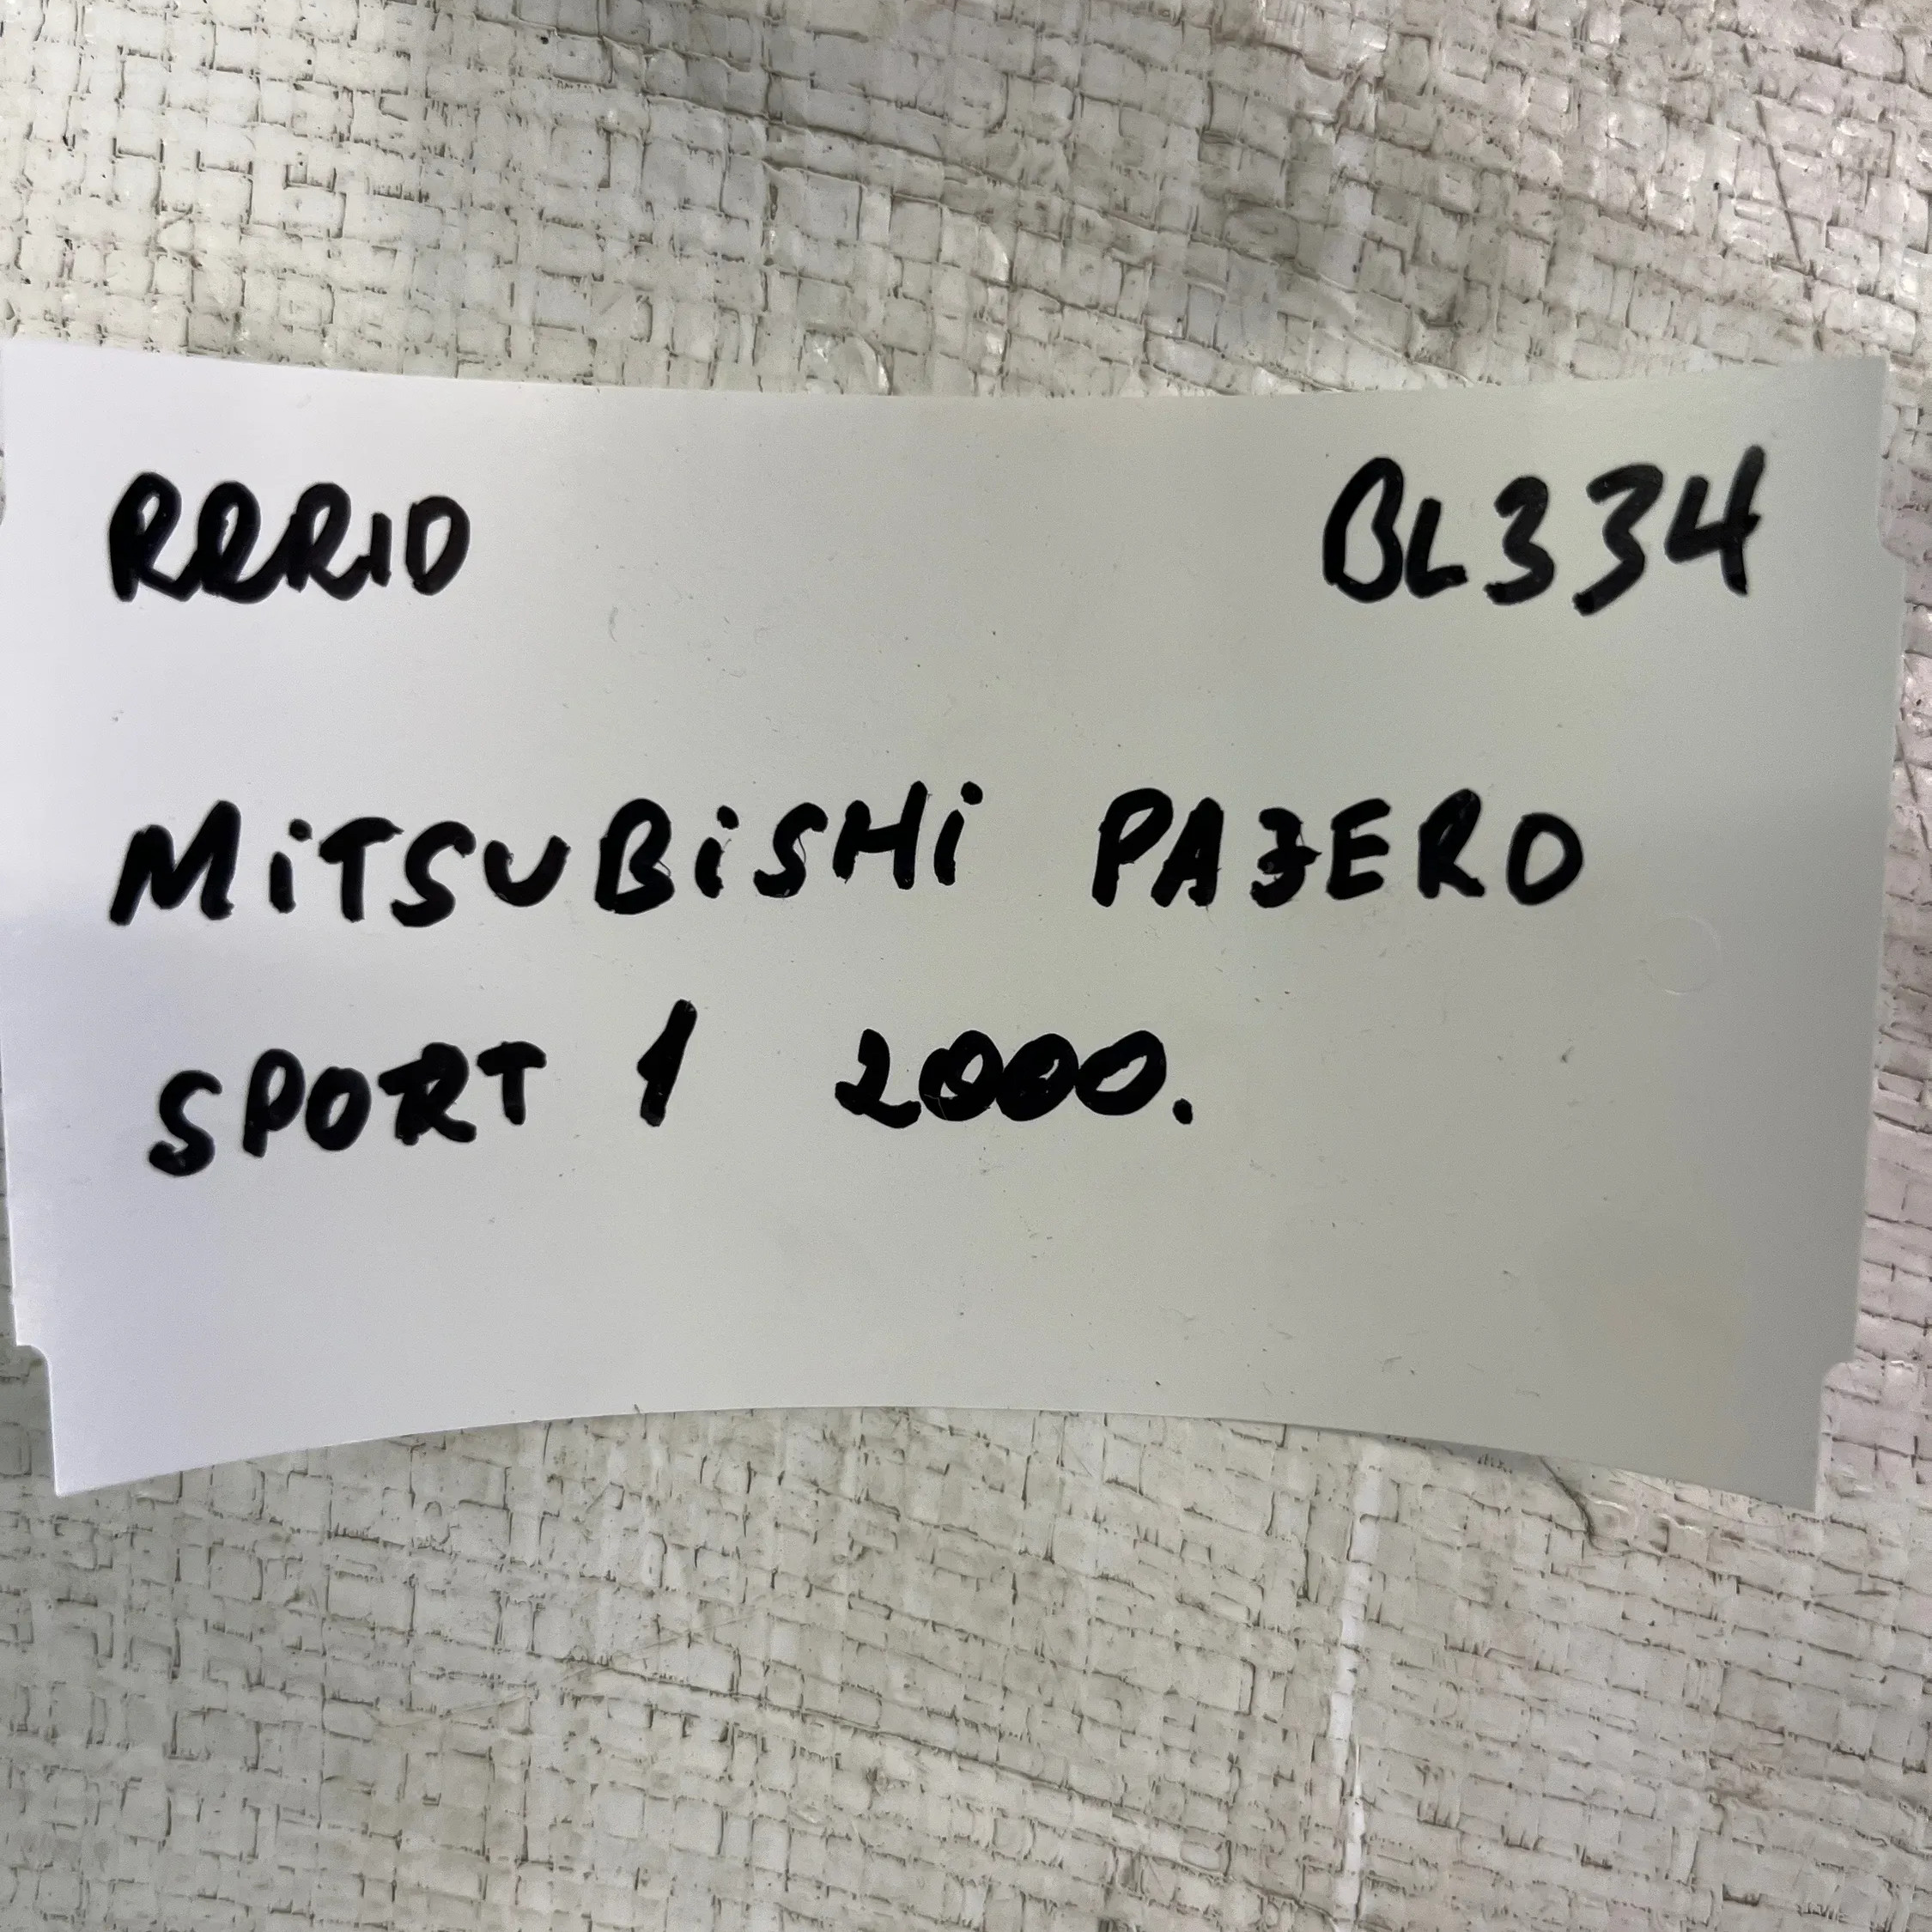 RRR10 BL334
MiTSUBiSHi PAJERO
SPORT 1 2000.